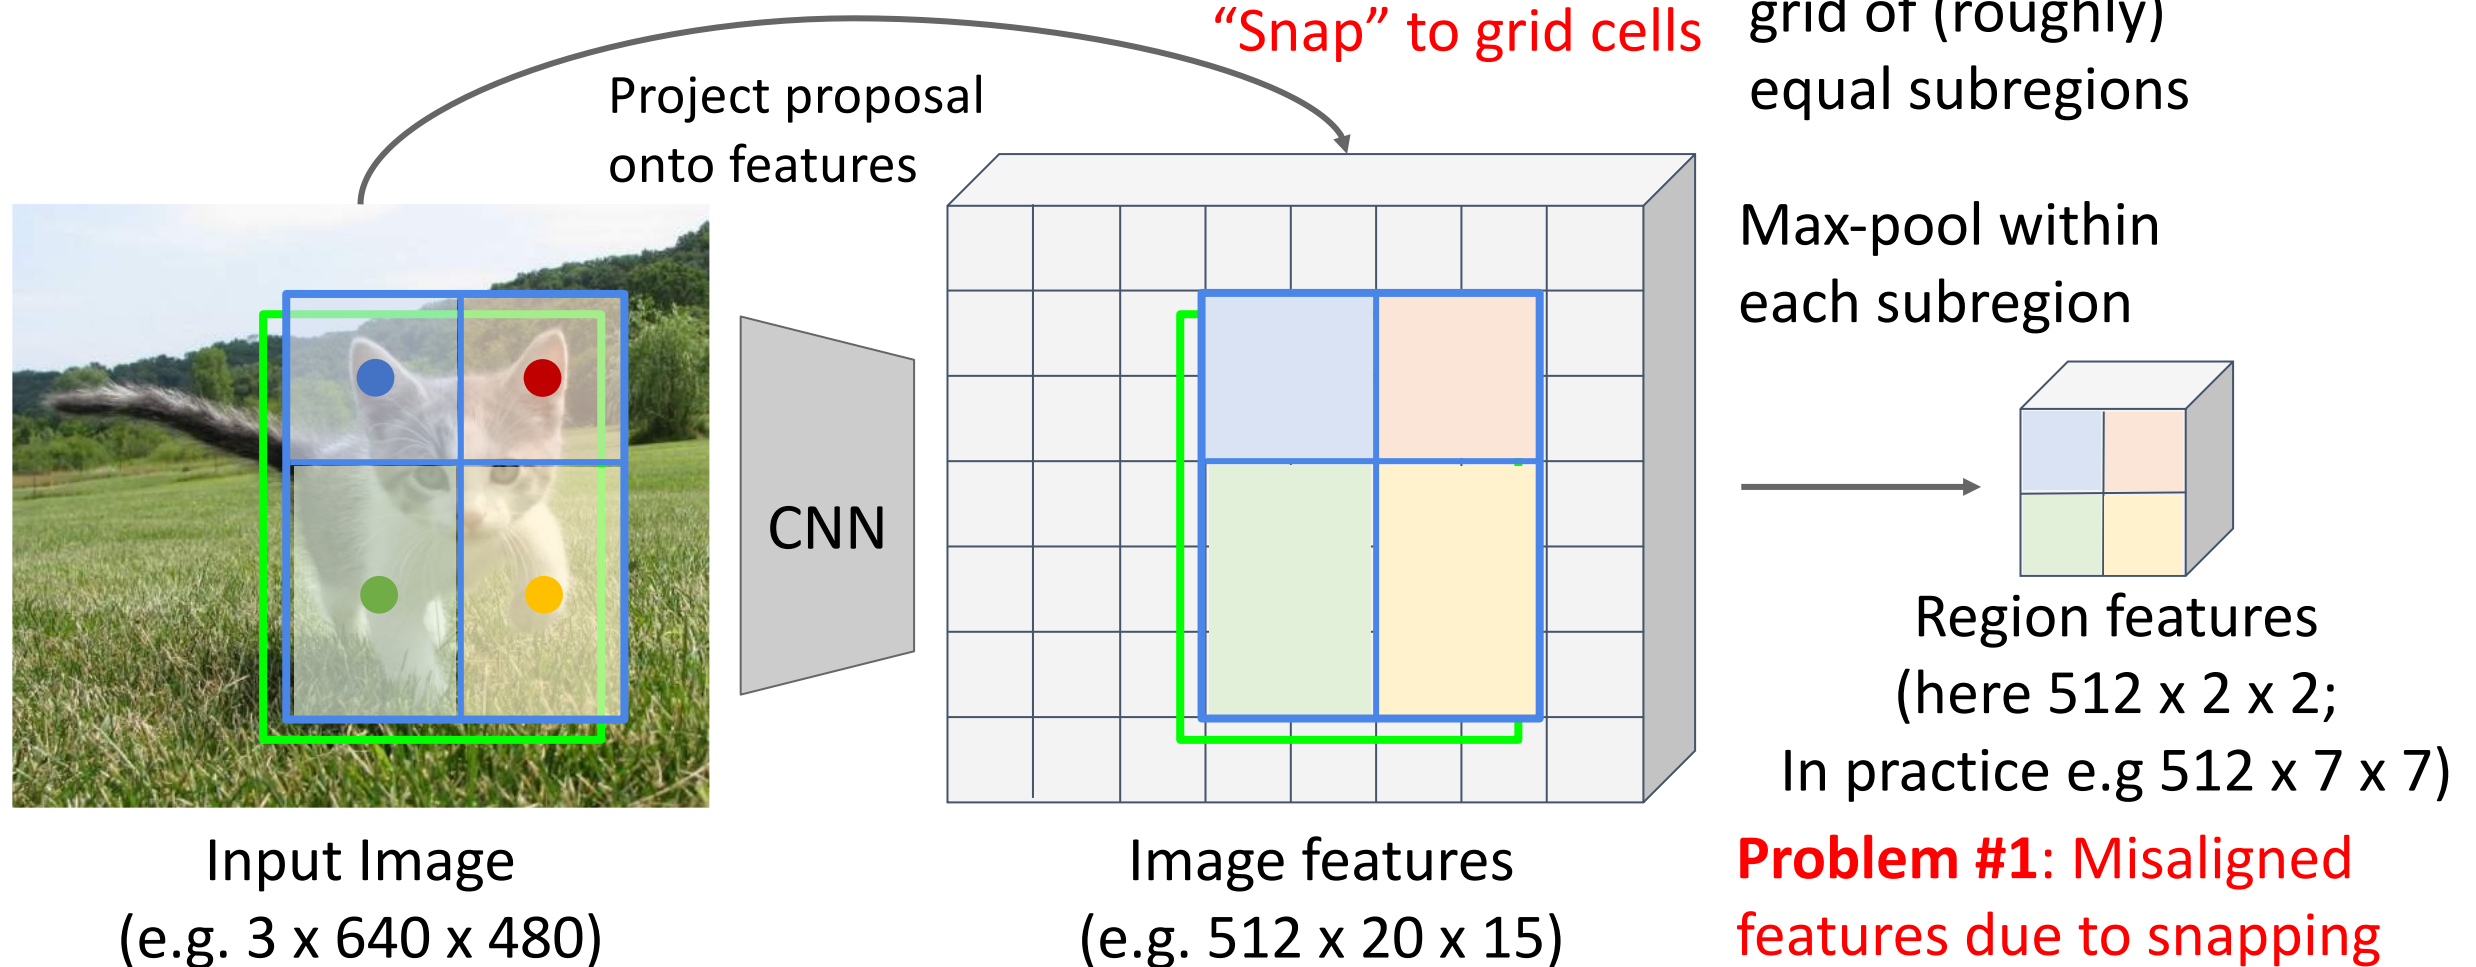 “Snap” to grid cells
grid of (roughly)
equal subregions
Project proposal
onto features
Max-pool within
each subregion
CNN
Region features
(here 512 x 2 x 2;
In practice e.g 512 x 7 x 7)
Input Image
(e.g. 3 x 640 x 480)
Image features
(e.g. 512 x 20 x 15)
Problem #1: Misaligned
features due to snapping